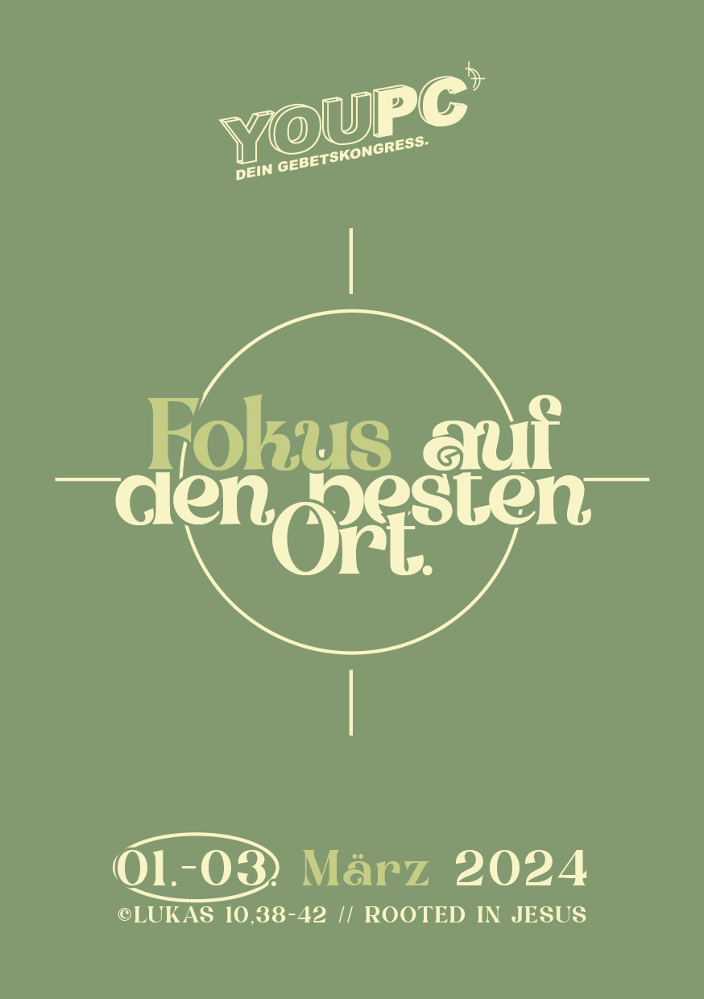 YOUPC
DEIN GEBETSKONGRESS.
Fokus auf
den besten
Ort.
01.-03. März 2024
©LUKAS 10,38-42 // ROOTED IN JESUS